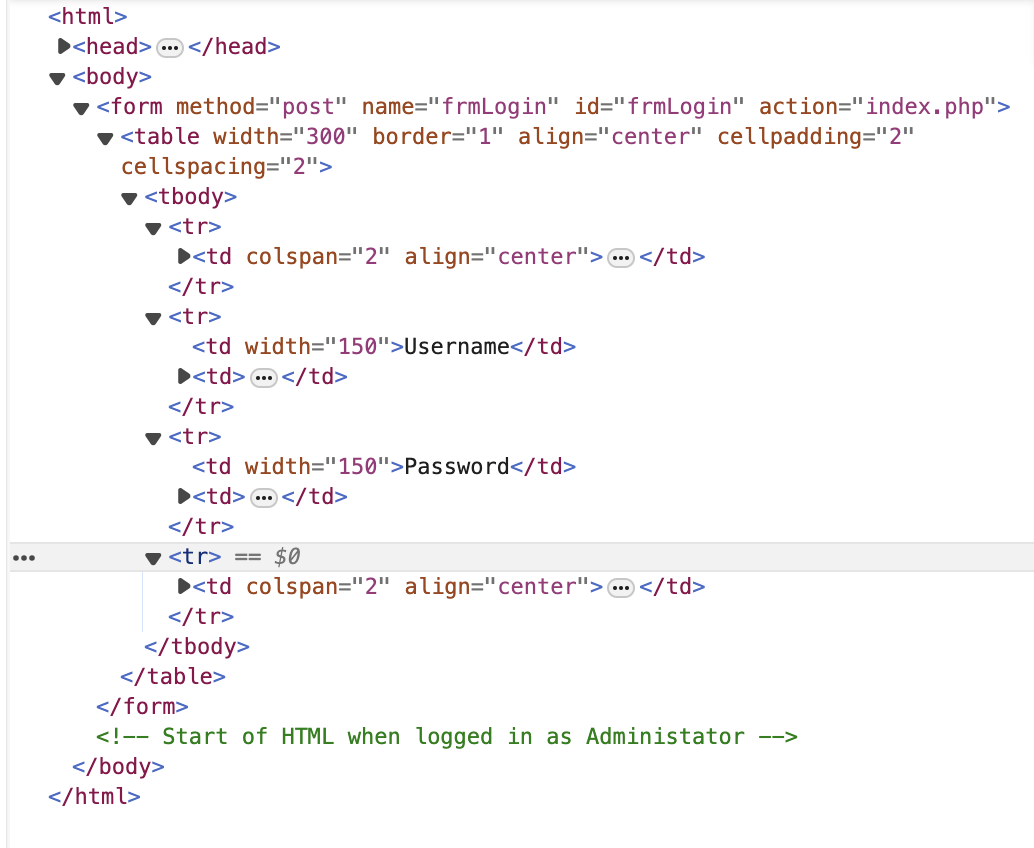 <html>
<head> ••• </head>
<body>
<form method="post" name="frmLogin" id="frmLogin" action="index.php">
<table width="300" border="1" align="center" cellpadding="2"
cellspacing="2">
<tbody>
<tr>
<td colspan="2" align="center"> ••• </td>
</tr>
<tr>
<td width="150">Username</td>
<td> ••• </td>
</tr>
<tr>
<td width="150">Password</td>
<td> ••• </td>
</tr>
••• <tr> == $0
<td colspan="2" align="center"> ••• </td>
</tr>
</tbody>
</table>
</form>
<!-- Start of HTML when logged in as Administator -->
</body>
</html>